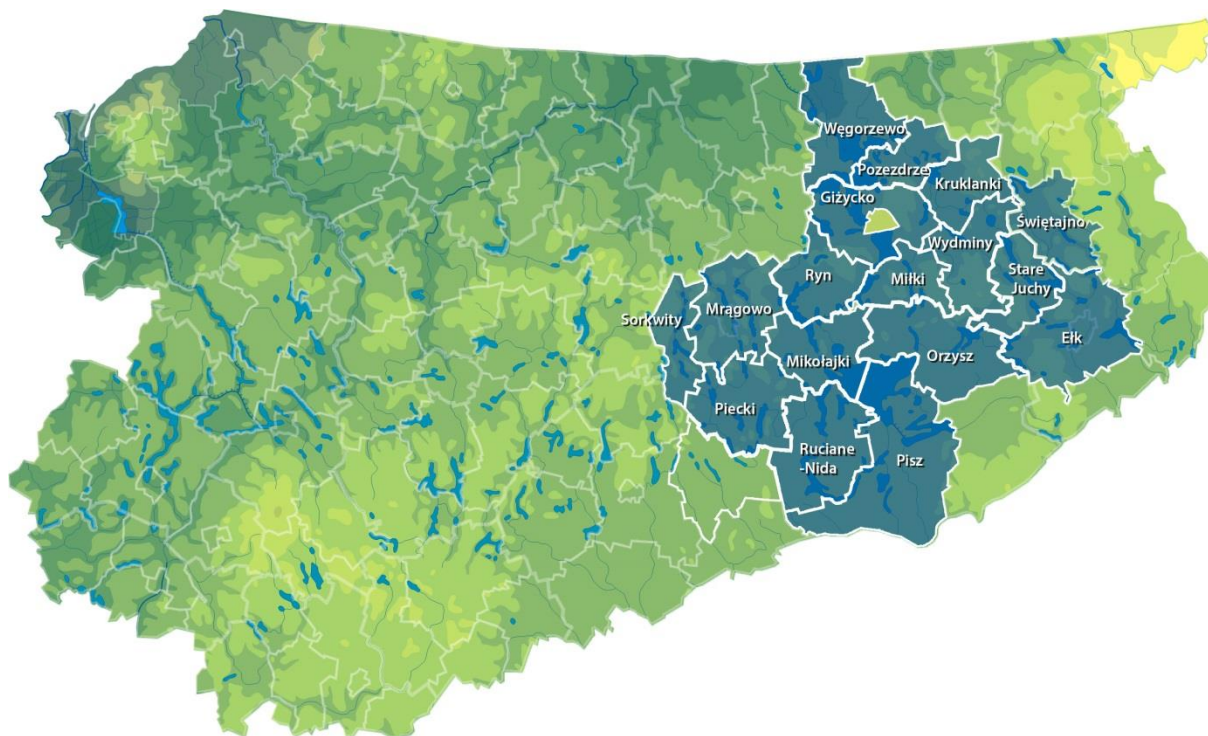 Węgorzewo
Pozezdrze
Kruklanki
Giżycko
Świętajno
Wydminy
Stare
Juchy
Ryn
Miłki
Sorkwity
Mrągowo
Ełk
Mikołajki
Orzysz
Piecki
Ruciane
-Nida
Pisz